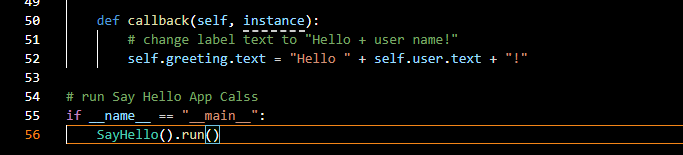 49
50 def callback(self, instance):
51 # change label text to "Hello + user name!"
52 self.greeting.text = "Hello " + self.user.text + "!"
53
54 # run Say Hello App Calss
55 if __name__ == "__main__":
56 SayHello().run()